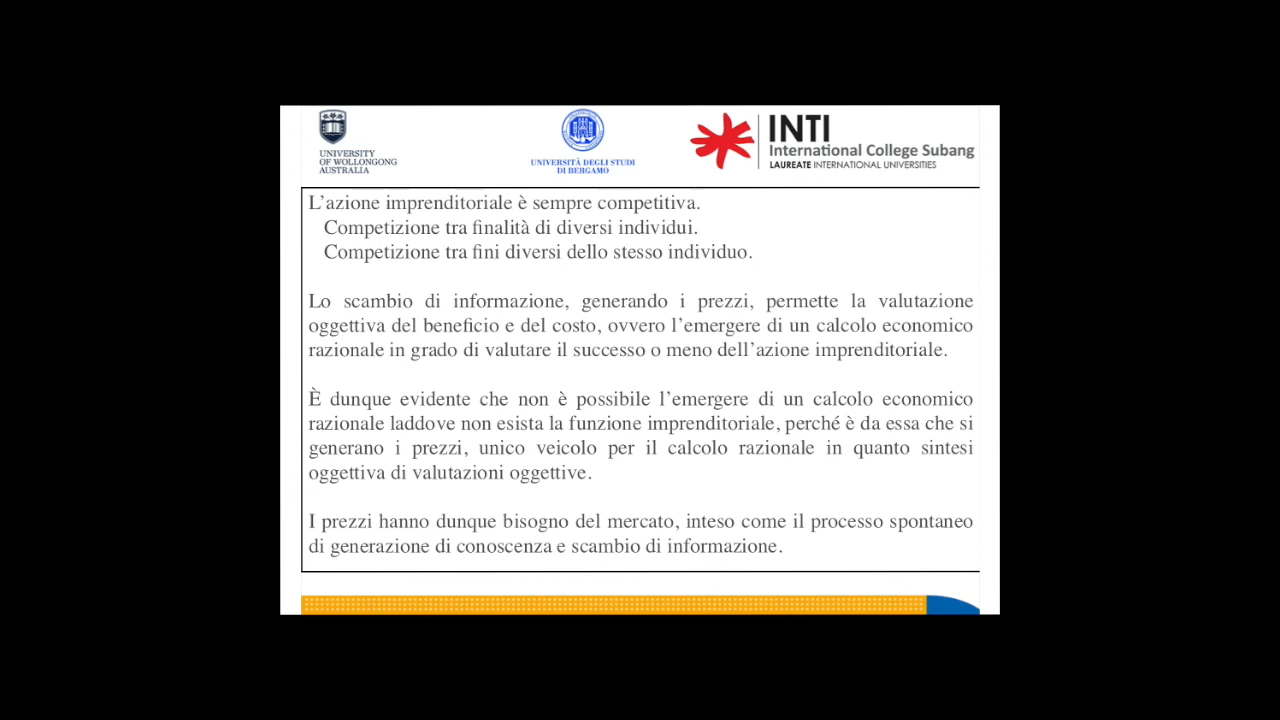 UNIVERSITY
OF WOLLONGONG
AUSTRALIA
UNIVERSITÀ DEGLI STUDI
DI BERGAMO
INTI
International College Subang
LAUREATE INTERNATIONAL UNIVERSITIES
L’azione imprenditoriale è sempre competitiva.
Competizione tra finalità di diversi individui.
Competizione tra fini diversi dello stesso individuo.
Lo scambio di informazione, generando i prezzi, permette la valutazione
oggettiva del beneficio e del costo, ovvero l’emergere di un calcolo economico
razionale in grado di valutare il successo o meno dell’azione imprenditoriale.
È dunque evidente che non è possibile l’emergere di un calcolo economico
razionale laddove non esista la funzione imprenditoriale, perché è da essa che si
generano i prezzi, unico veicolo per il calcolo razionale in quanto sintesi
oggettiva di valutazioni oggettive.
I prezzi hanno dunque bisogno del mercato, inteso come il processo spontaneo
di generazione di conoscenza e scambio di informazione.